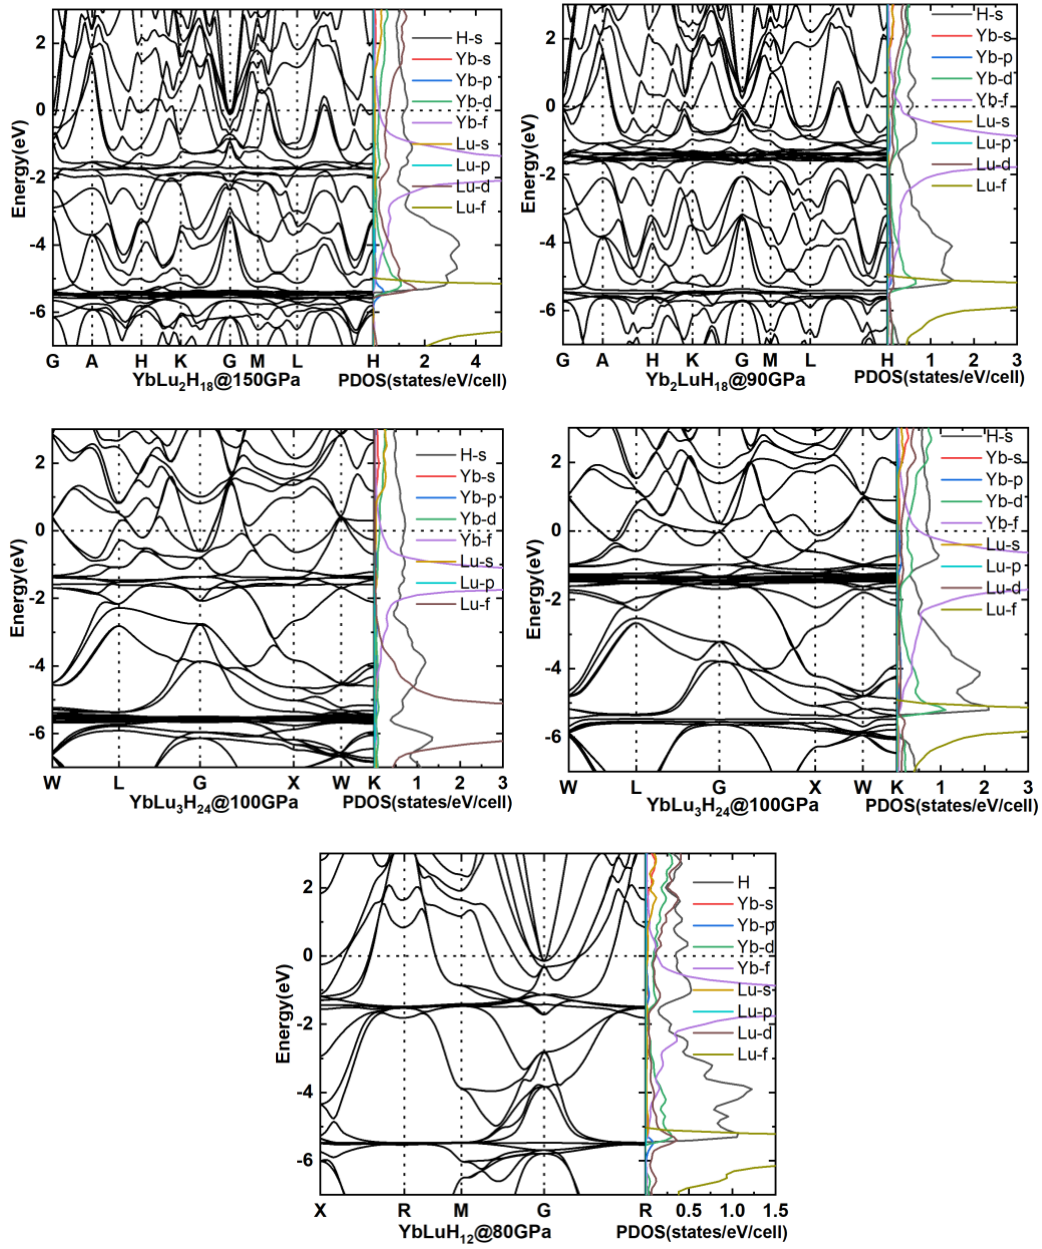 Energy(eV)
2
0
-2
-4
-6
H-s
Yb-s
Yb-p
Yb-d
Yb-f
Lu-s
Lu-p
Lu-d
Lu-f
G A H K G M L H 2 4
YbLu₂H₁₈@150GPa PDOS(states/eV/cell)
Energy(eV)
2
0
-2
-4
-6
H-s
Yb-s
Yb-p
Yb-d
Yb-f
Lu-s
Lu-p
Lu-d
Lu-f
G A H K G M L H 1 2 3
Yb₂LuH₁₈@90GPa PDOS(states/eV/cell)
Energy(eV)
2
0
-2
-4
-6
H-s
Yb-s
Yb-p
Yb-d
Yb-f
Lu-s
Lu-p
Lu-f
W L G X W K 1 2 3
YbLu₃H₂₄@100GPa PDOS(states/eV/cell)
Energy(eV)
2
0
-2
-4
-6
H-s
Yb-s
Yb-p
Yb-d
Yb-f
Lu-s
Lu-p
Lu-d
Lu-f
W L G X W K 1 2 3
YbLu₃H₂₄@100GPa PDOS(states/eV/cell)
Energy(eV)
2
0
-2
-4
-6
H
Yb-s
Yb-p
Yb-d
Yb-f
Lu-s
Lu-p
Lu-d
Lu-f
X R M G R 0.5 1.0 1.5
YbLuH₁₂@80GPa PDOS(states/eV/cell)